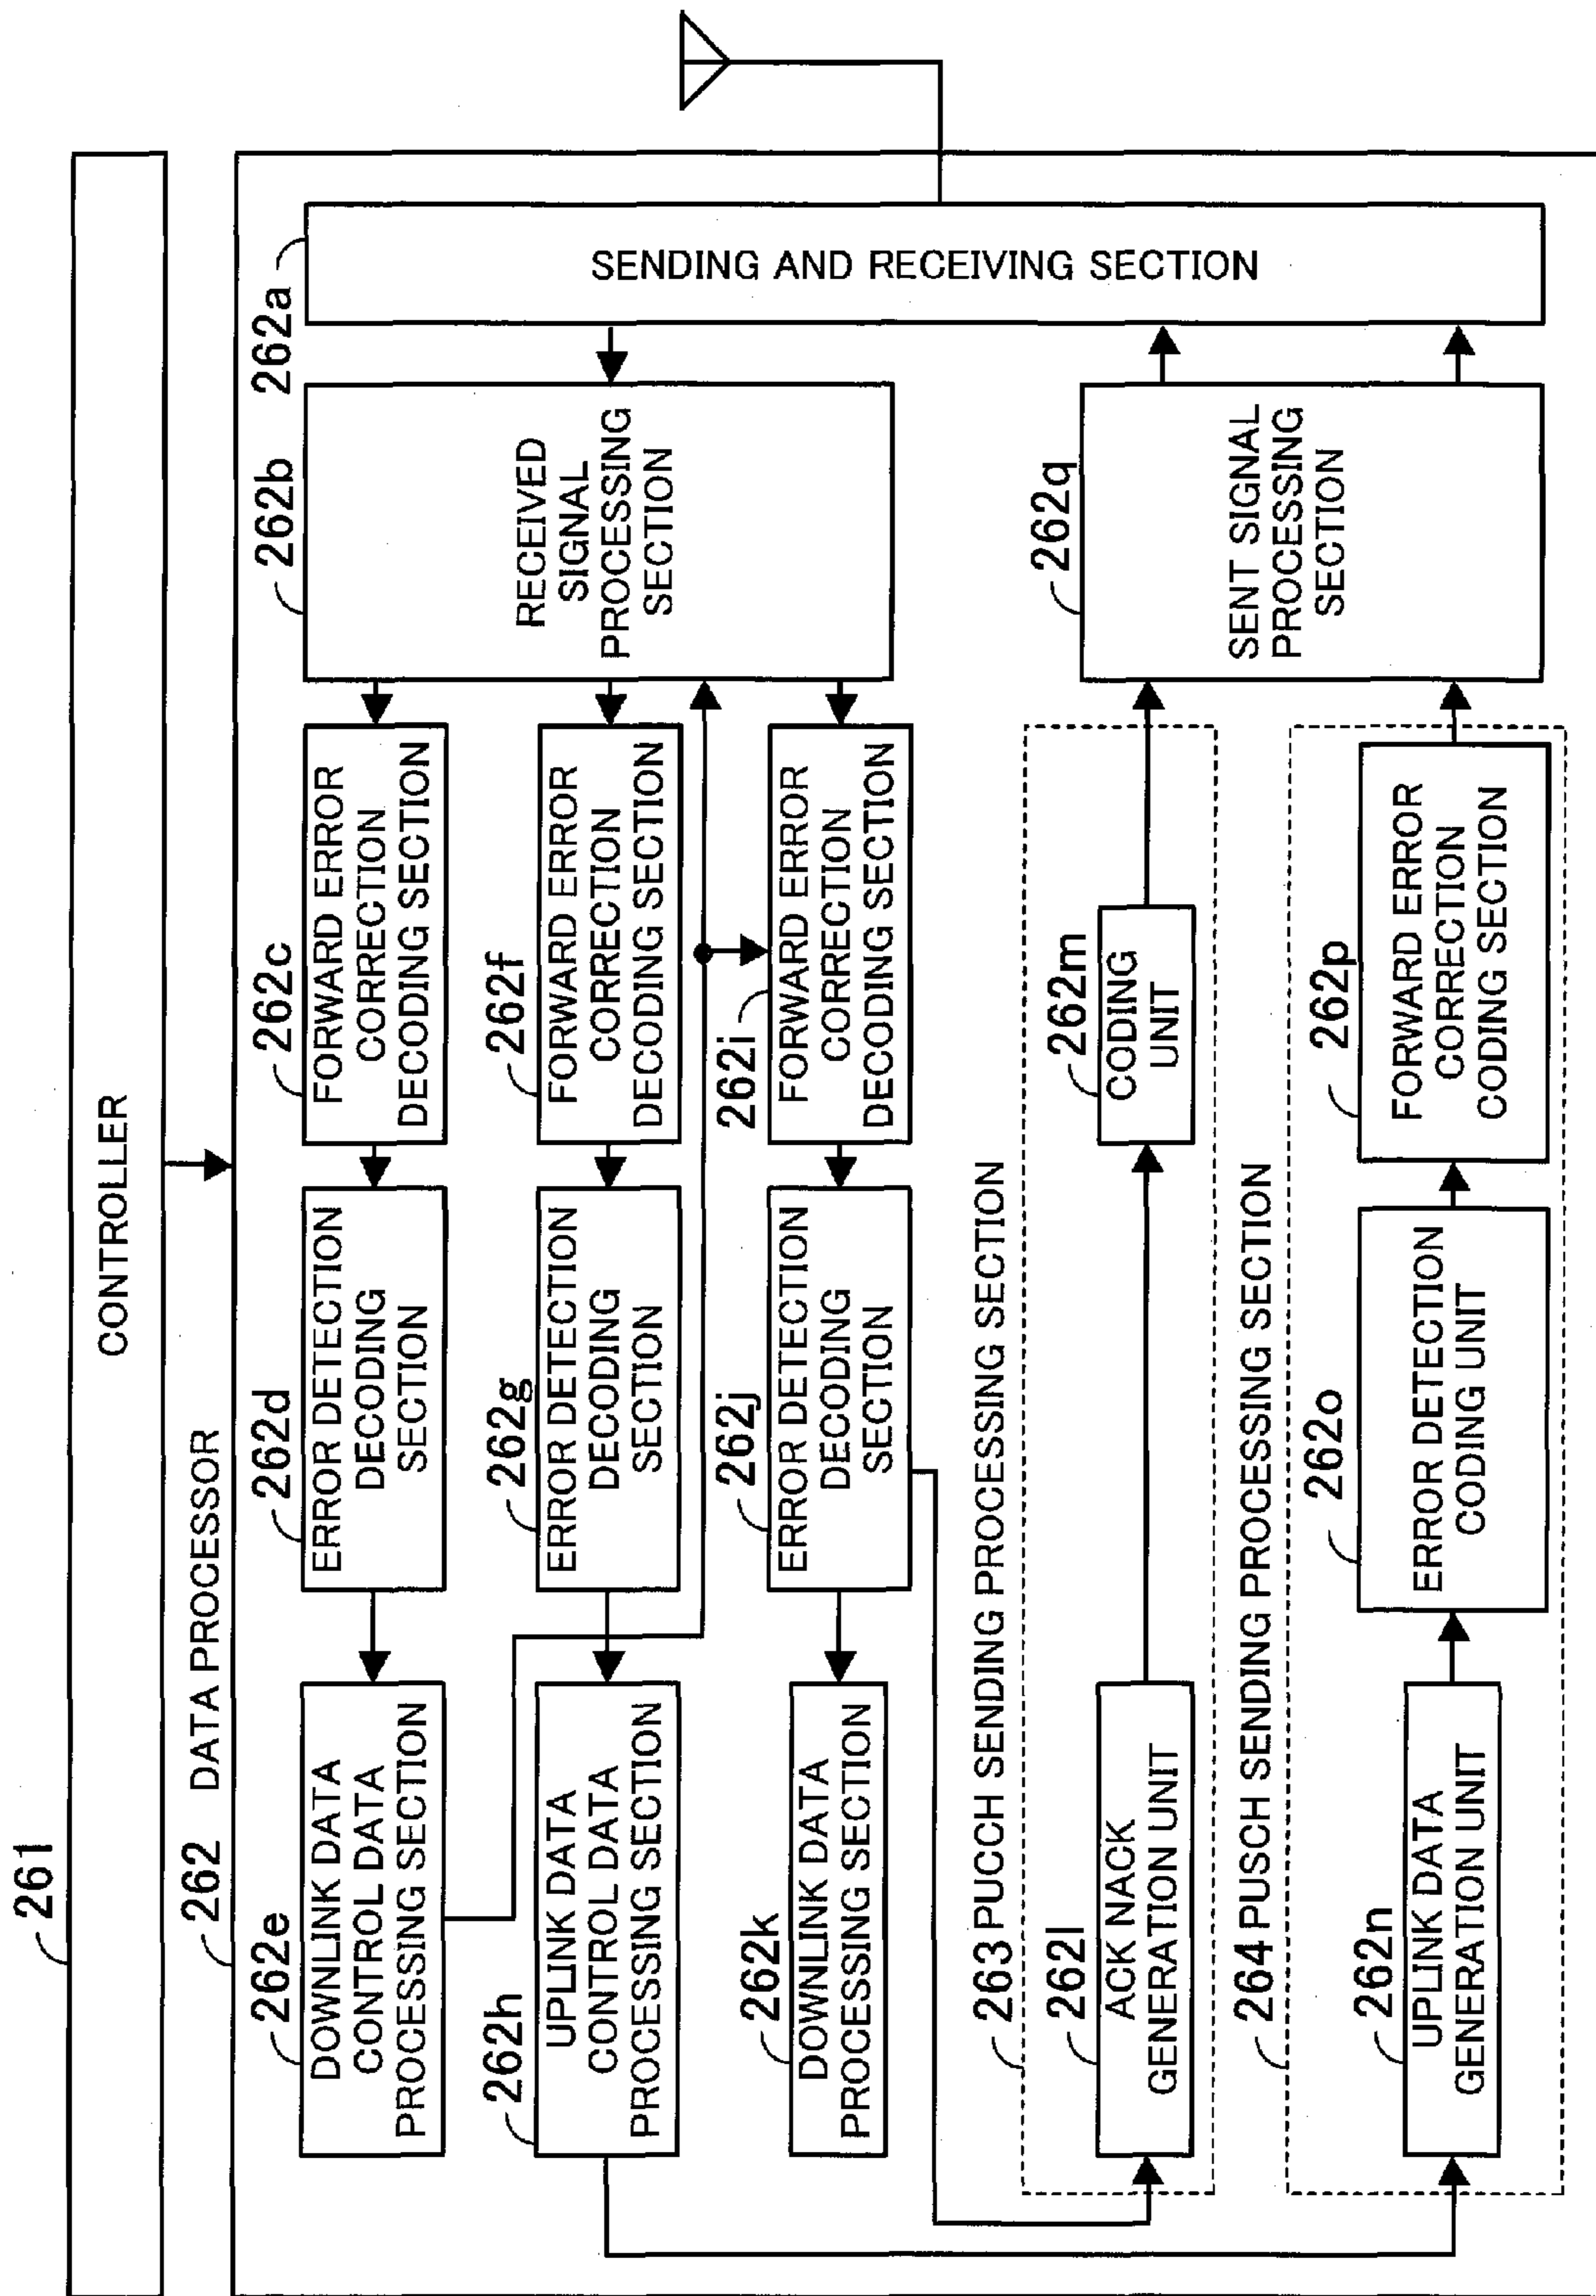 261
CONTROLLER
262 DATA PROCESSOR
262e
DOWNLINK DATA
CONTROL DATA
PROCESSING SECTION
262d
ERROR DETECTION
DECODING
SECTION
262c
FORWARD ERROR
CORRECTION
DECODING SECTION
262b
RECEIVED
SIGNAL
PROCESSING
SECTION
262a
SENDING AND RECEIVING SECTION
262h
UPLINK DATA
CONTROL DATA
PROCESSING SECTION
262g
ERROR DETECTION
DECODING
SECTION
262f
FORWARD ERROR
CORRECTION
DECODING SECTION
262k
DOWNLINK DATA
PROCESSING SECTION
262j
ERROR DETECTION
DECODING
SECTION
262i
FORWARD ERROR
CORRECTION
DECODING SECTION
263 PUCCH SENDING PROCESSING SECTION
262l
ACK NACK
GENERATION UNIT
262m
CODING
UNIT
262q
SENT SIGNAL
PROCESSING
SECTION
264 PUSCH SENDING PROCESSING SECTION
262n
UPLINK DATA
GENERATION UNIT
262o
ERROR DETECTION
CODING UNIT
262p
FORWARD ERROR
CORRECTION
CODING SECTION